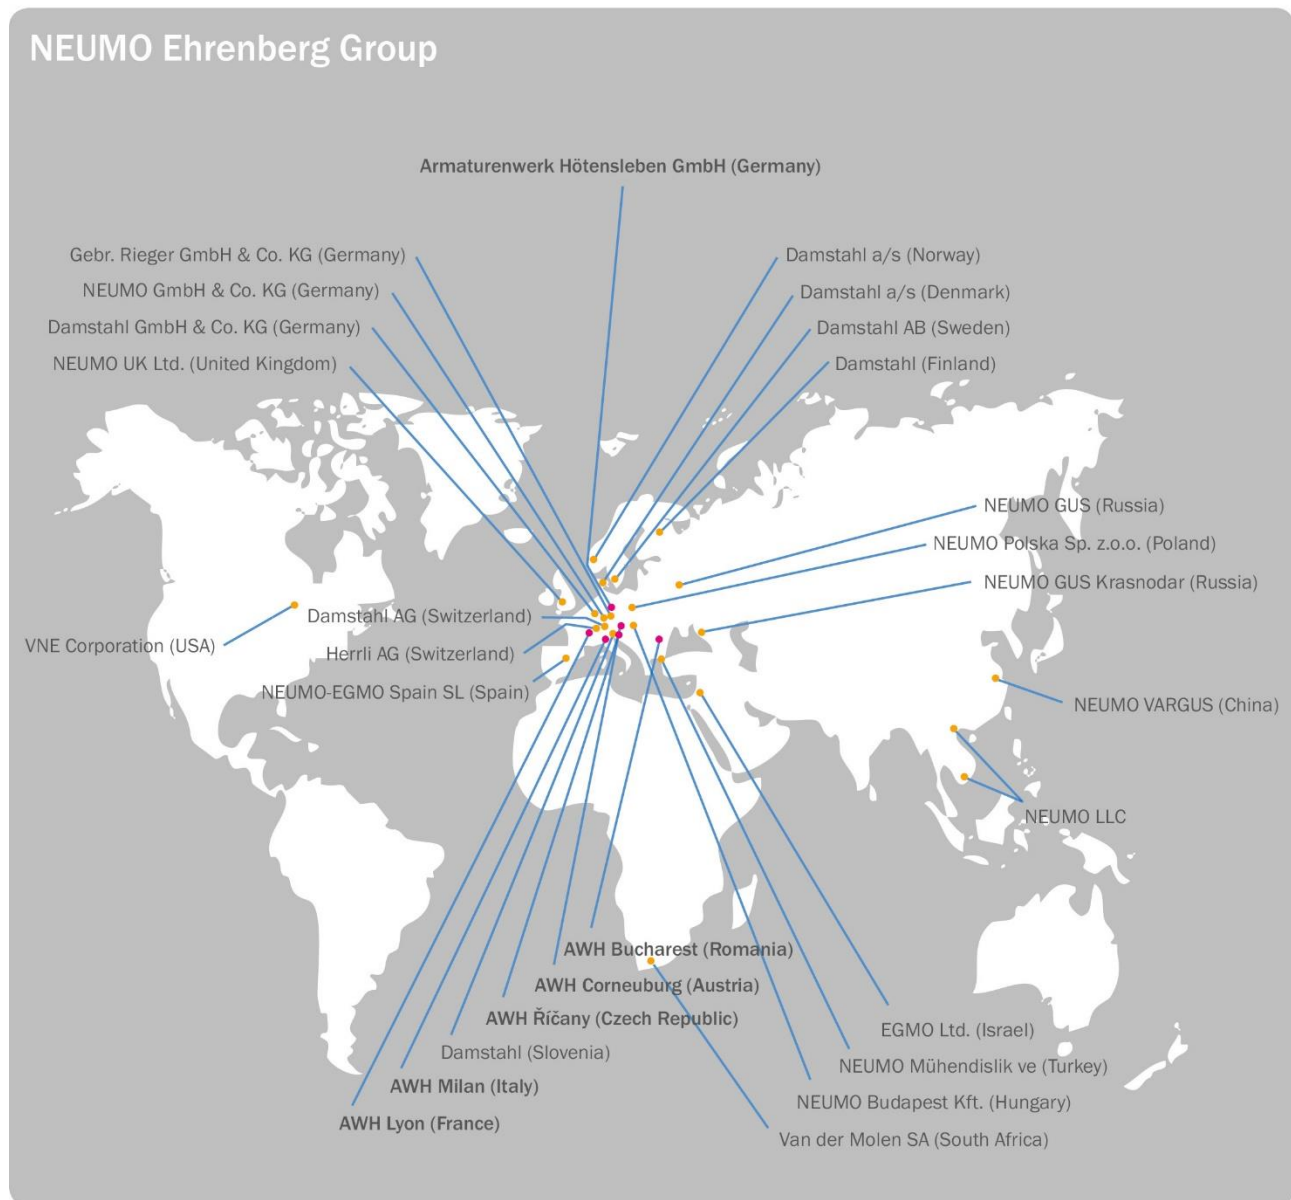 NEUMO Ehrenberg Group
Armaturenwerk Hötensleben GmbH (Germany)
Gebr. Rieger GmbH & Co. KG (Germany)
NEUMO GmbH & Co. KG (Germany)
Damstahl GmbH & Co. KG (Germany)
NEUMO UK Ltd. (United Kingdom)
Damstahl a/s (Norway)
Damstahl a/s (Denmark)
Damstahl AB (Sweden)
Damstahl (Finland)
NEUMO GUS (Russia)
NEUMO Polska Sp. z.o.o. (Poland)
NEUMO GUS Krasnodar (Russia)
Damstahl AG (Switzerland)
VNE Corporation (USA)
Herrli AG (Switzerland)
NEUMO-EGMO Spain SL (Spain)
NEUMO VARGUS (China)
NEUMO LLC
AWH Bucharest (Romania)
AWH Corneuburg (Austria)
AWH Říčany (Czech Republic)
Damstahl (Slovenia)
AWH Milan (Italy)
AWH Lyon (France)
EGMO Ltd. (Israel)
NEUMO Mühendislik ve (Turkey)
NEUMO Budapest Kft. (Hungary)
Van der Molen SA (South Africa)